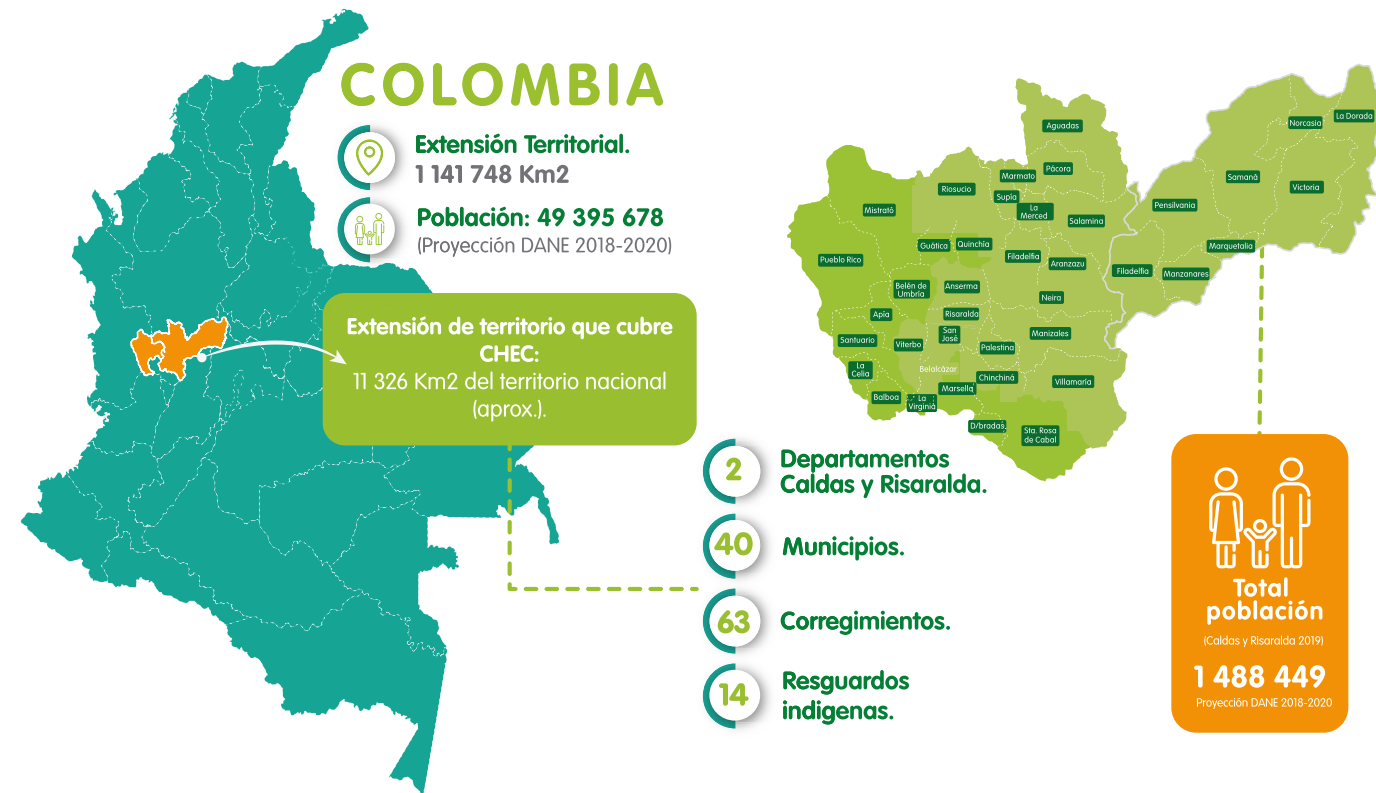 COLOMBIA
Extensión Territorial.
1 141 748 Km2
Población: 49 395 678
(Proyección DANE 2018-2020)
Extensión de territorio que cubre
CHEC:
11 326 Km2 del territorio nacional
(aprox.).
2
Departamentos
Caldas y Risaralda.
40
Municipios.
63
Corregimientos.
14
Resguardos
indigenas.
Aguadas
Norcasia
La Dorada
Marmato
Pácora
Riosucio
Supia
Samaná
Victoria
Mistrató
La
Merced
Salamina
Pensilvania
Guática
Quinchia
Marquetalia
Pueblo Rico
Filadelfia
Aranzazu
Filadelfia
Manzanares
Belén de
Umbria
Anserma
Neira
Apia
Risaralda
Santuario
Viterbo
San
José
Palestina
Manizales
La
Celia
Belalcázar
Chinchiná
Villamaría
Balboa
La
Virginiá
Marsella
D/bradas.
Sta. Rosa
de Cabal
Total
población
(Caldas y Risaralda 2019)
1 488 449
Proyección DANE 2018-2020